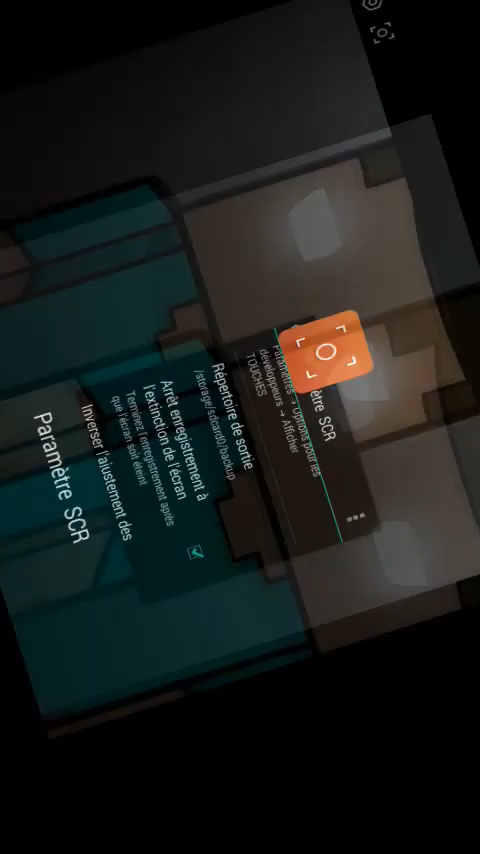 ètre SCR
Paramètres → Options pour les
développeurs → Afficher
TOUCHES
Répertoire de sortie
/storage/sdcard0/backup
Arrêt enregistrement à
l'extinction de l'écran
Terminez l'enregistrement après
que l'écran soit éteint
Inverser l'ajustement des
Paramètre SCR